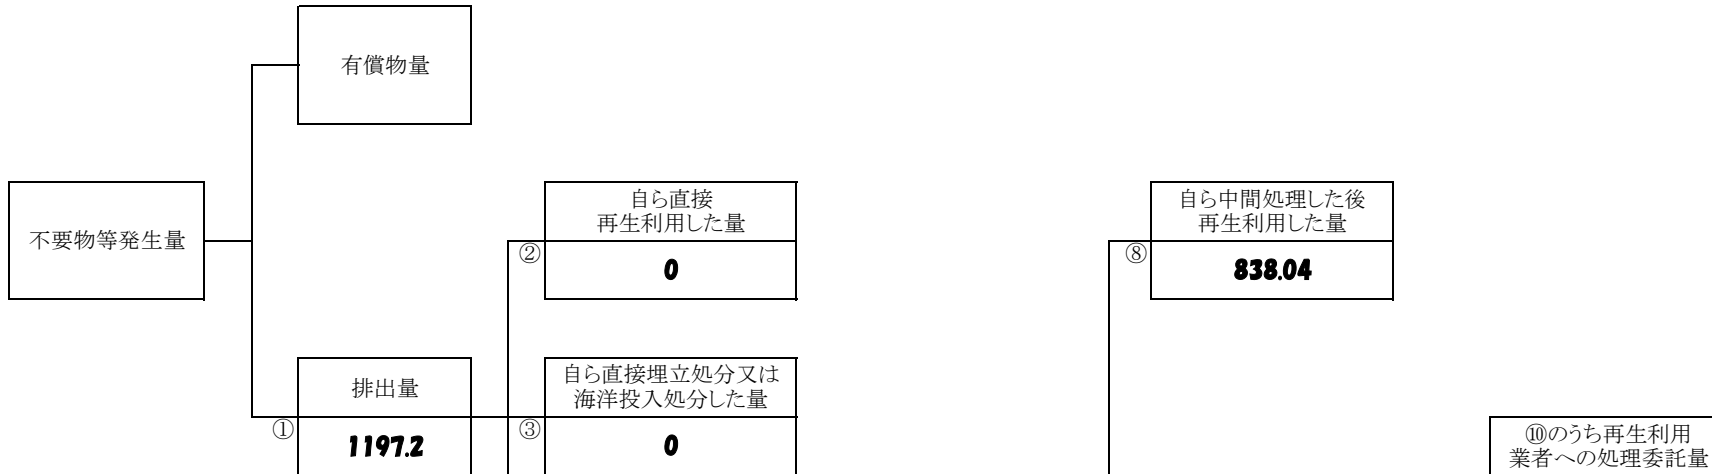 有償物量
不要物等発生量
自ら直接
再生利用した量
②
0
自ら中間処理した後
再生利用した量
⑧
838.04
排出量
①
1197.2
自ら直接埋立処分又は
海洋投入処分した量
③
0
⑩のうち再生利用
業者への処理委託量